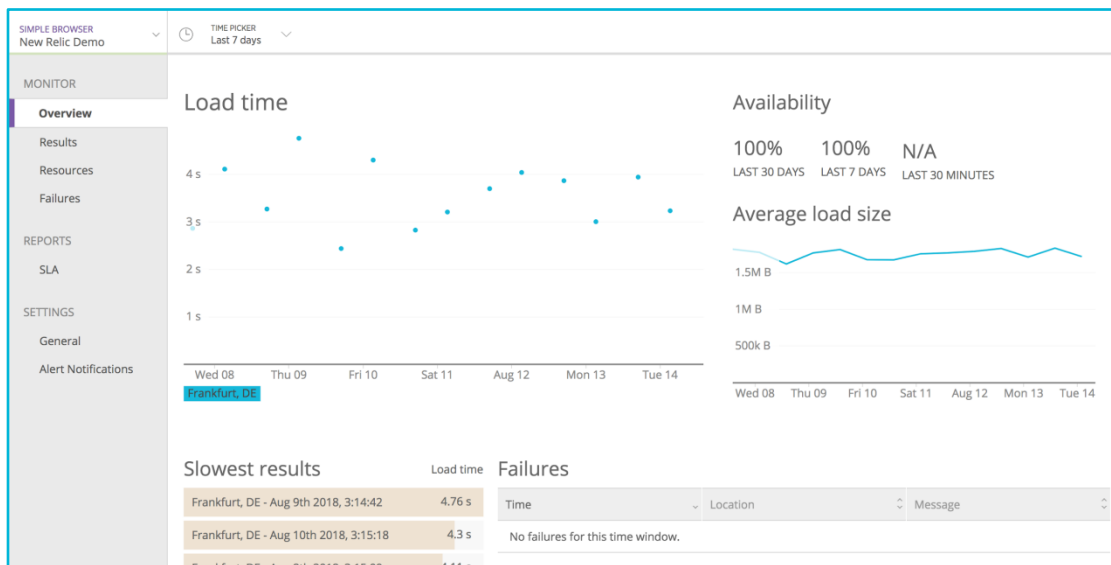 SIMPLE BROWSER
New Relic Demo
TIME PICKER
Last 7 days
MONITOR
Overview
Results
Resources
Failures
REPORTS
SLA
SETTINGS
General
Alert Notifications
Load time
4 s
3 s
2 s
1 s
Wed 08 Thu 09 Fri 10 Sat 11 Aug 12 Mon 13 Tue 14
Frankfurt, DE
Availability
100% 100% N/A
LAST 30 DAYS LAST 7 DAYS LAST 30 MINUTES
Average load size
1.5M B
1M B
500k B
Wed 08 Thu 09 Fri 10 Sat 11 Aug 12 Mon 13 Tue 14
Slowest results Load time
Frankfurt, DE - Aug 9th 2018, 3:14:42 4.76 s
Frankfurt, DE - Aug 10th 2018, 3:15:18 4.3 s
Failures
Time Location Message
No failures for this time window.